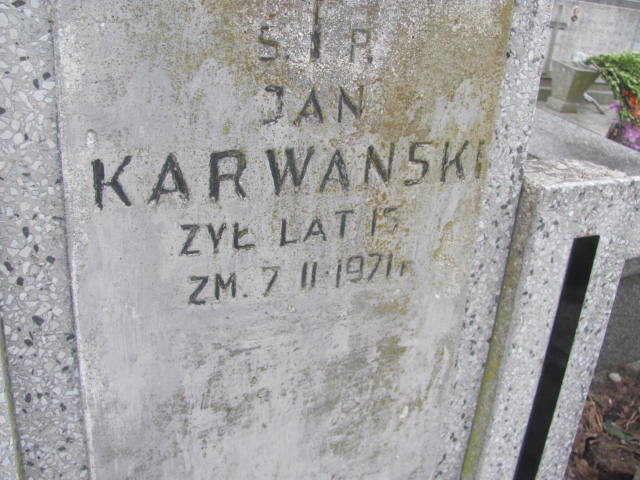 Ś. P.
JAN
KARWAŃSKI
ŻYŁ LAT 15
ZM. 7 II 1971 r